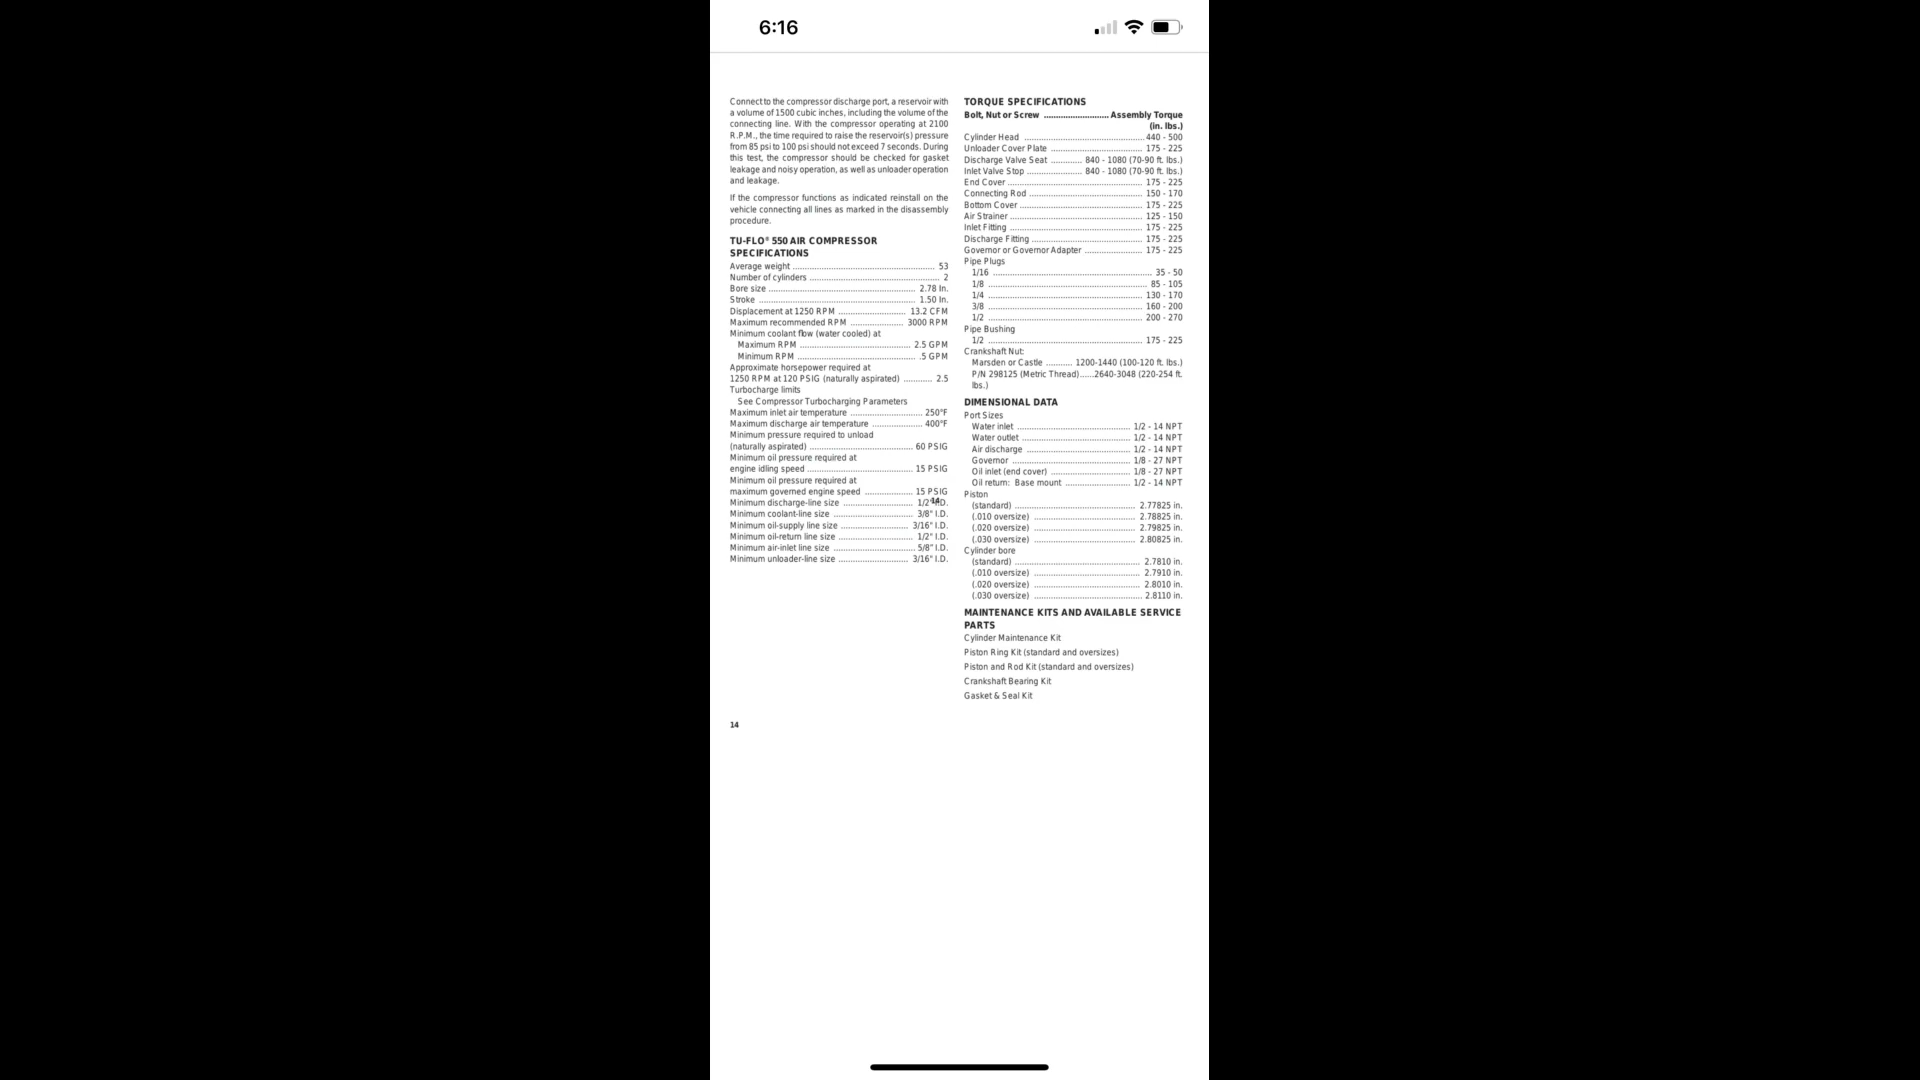 6:16
Connect to the compressor discharge port, a reservoir with
a volume of 1500 cubic inches, including the volume of the
connecting line. With the compressor operating at 2100
R.P.M., the time required to raise the reservoir(s) pressure
from 85 psi to 100 psi should not exceed 7 seconds. During
this test, the compressor should be checked for gasket
leakage and noisy operation, as well as unloader operation
and leakage.
If the compressor functions as indicated reinstall on the
vehicle connecting all lines as marked in the disassembly
procedure.
TU-FLO® 550 AIR COMPRESSOR
SPECIFICATIONS
Average weight ........................................................... 53
Number of cylinders ...................................................... 2
Bore size ............................................................. 2.78 In.
Stroke ................................................................. 1.50 In.
Displacement at 1250 RPM ............................ 13.2 CFM
Maximum recommended RPM ...................... 3000 RPM
Minimum coolant flow (water cooled) at
Maximum RPM .............................................. 2.5 GPM
Minimum RPM ................................................. .5 GPM
Approximate horsepower required at
1250 RPM at 120 PSIG (naturally aspirated) ............ 2.5
Turbocharge limits
See Compressor Turbocharging Parameters
Maximum inlet air temperature .............................. 250°F
Maximum discharge air temperature ..................... 400°F
Minimum pressure required to unload
(naturally aspirated) ........................................... 60 PSIG
Minimum oil pressure required at
engine idling speed ............................................ 15 PSIG
Minimum oil pressure required at
maximum governed engine speed .................... 15 PSIG
Minimum discharge-line size ............................. 1/2" I.D.
14
Minimum coolant-line size ................................. 3/8" I.D.
Minimum oil-supply line size ............................ 3/16" I.D.
Minimum oil-return line size ............................... 1/2" I.D.
Minimum air-inlet line size .................................. 5/8" I.D.
Minimum unloader-line size ............................. 3/16" I.D.
14
TORQUE SPECIFICATIONS
Bolt, Nut or Screw ........................... Assembly Torque
(in. lbs.)
Cylinder Head .................................................. 440 - 500
Unloader Cover Plate ...................................... 175 - 225
Discharge Valve Seat ............. 840 - 1080 (70-90 ft. lbs.)
Inlet Valve Stop ....................... 840 - 1080 (70-90 ft. lbs.)
End Cover ........................................................ 175 - 225
Connecting Rod ............................................... 150 - 170
Bottom Cover ................................................... 175 - 225
Air Strainer ....................................................... 125 - 150
Inlet Fitting ........................................................ 175 - 225
Discharge Fitting .............................................. 175 - 225
Governor or Governor Adapter ........................ 175 - 225
Pipe Plugs
1/16 .................................................................. 35 - 50
1/8 .................................................................. 85 - 105
1/4 ................................................................ 130 - 170
3/8 ................................................................ 160 - 200
1/2 ................................................................ 200 - 270
Pipe Bushing
1/2 ................................................................ 175 - 225
Crankshaft Nut:
Marsden or Castle ........... 1200-1440 (100-120 ft. lbs.)
P/N 298125 (Metric Thread)......2640-3048 (220-254 ft.
lbs.)
DIMENSIONAL DATA
Port Sizes
Water inlet ............................................... 1/2 - 14 NPT
Water outlet ............................................. 1/2 - 14 NPT
Air discharge ........................................... 1/2 - 14 NPT
Governor ................................................. 1/8 - 27 NPT
Oil inlet (end cover) ................................. 1/8 - 27 NPT
Oil return: Base mount ........................... 1/2 - 14 NPT
Piston
(standard) .................................................. 2.77825 in.
(.010 oversize) .......................................... 2.78825 in.
(.020 oversize) .......................................... 2.79825 in.
(.030 oversize) .......................................... 2.80825 in.
Cylinder bore
(standard) .................................................... 2.7810 in.
(.010 oversize) ............................................ 2.7910 in.
(.020 oversize) ............................................ 2.8010 in.
(.030 oversize) ............................................. 2.8110 in.
MAINTENANCE KITS AND AVAILABLE SERVICE
PARTS
Cylinder Maintenance Kit
Piston Ring Kit (standard and oversizes)
Piston and Rod Kit (standard and oversizes)
Crankshaft Bearing Kit
Gasket & Seal Kit